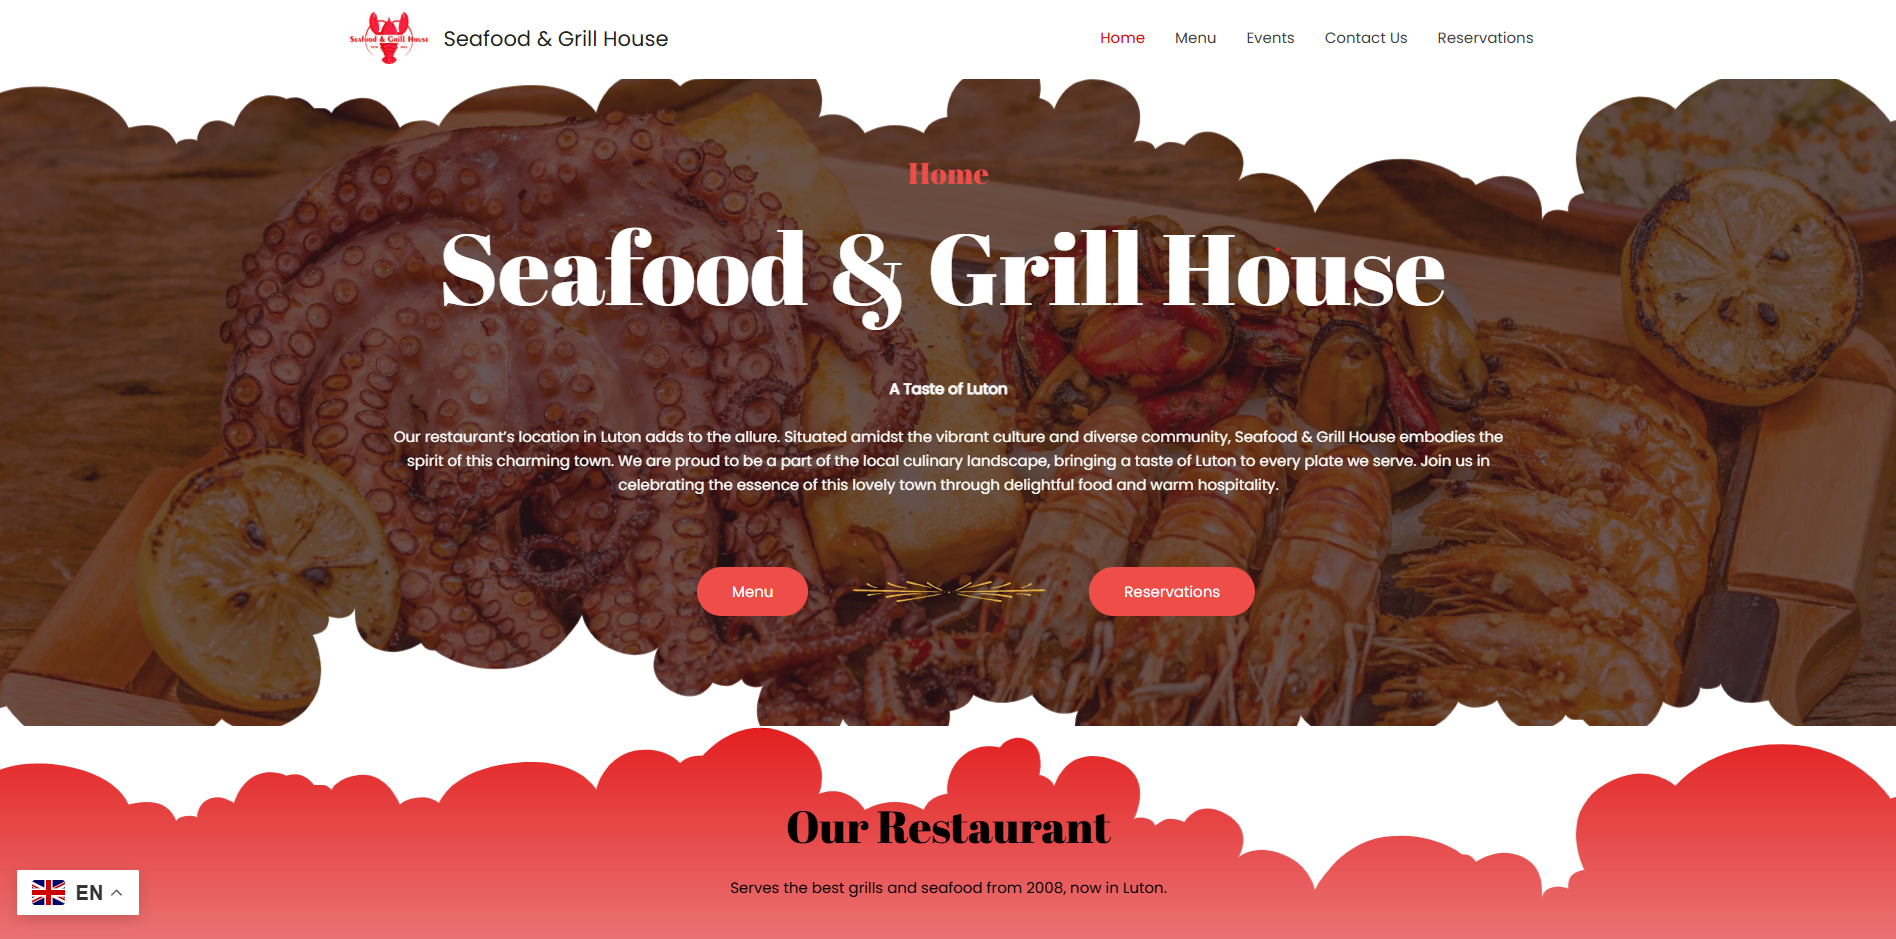 Seafood & Grill House
Seafood & Grill House
Home
Menu
Events
Contact Us
Reservations
Home
Seafood & Grill House
A Taste of Luton
Our restaurant’s location in Luton adds to the allure. Situated amidst the vibrant culture and diverse community, Seafood & Grill House embodies the
spirit of this charming town. We are proud to be a part of the local culinary landscape, bringing a taste of Luton to every plate we serve. Join us in
celebrating the essence of this lovely town through delightful food and warm hospitality.
Menu
Reservations
Our Restaurant
Serves the best grills and seafood from 2008, now in Luton.
EN